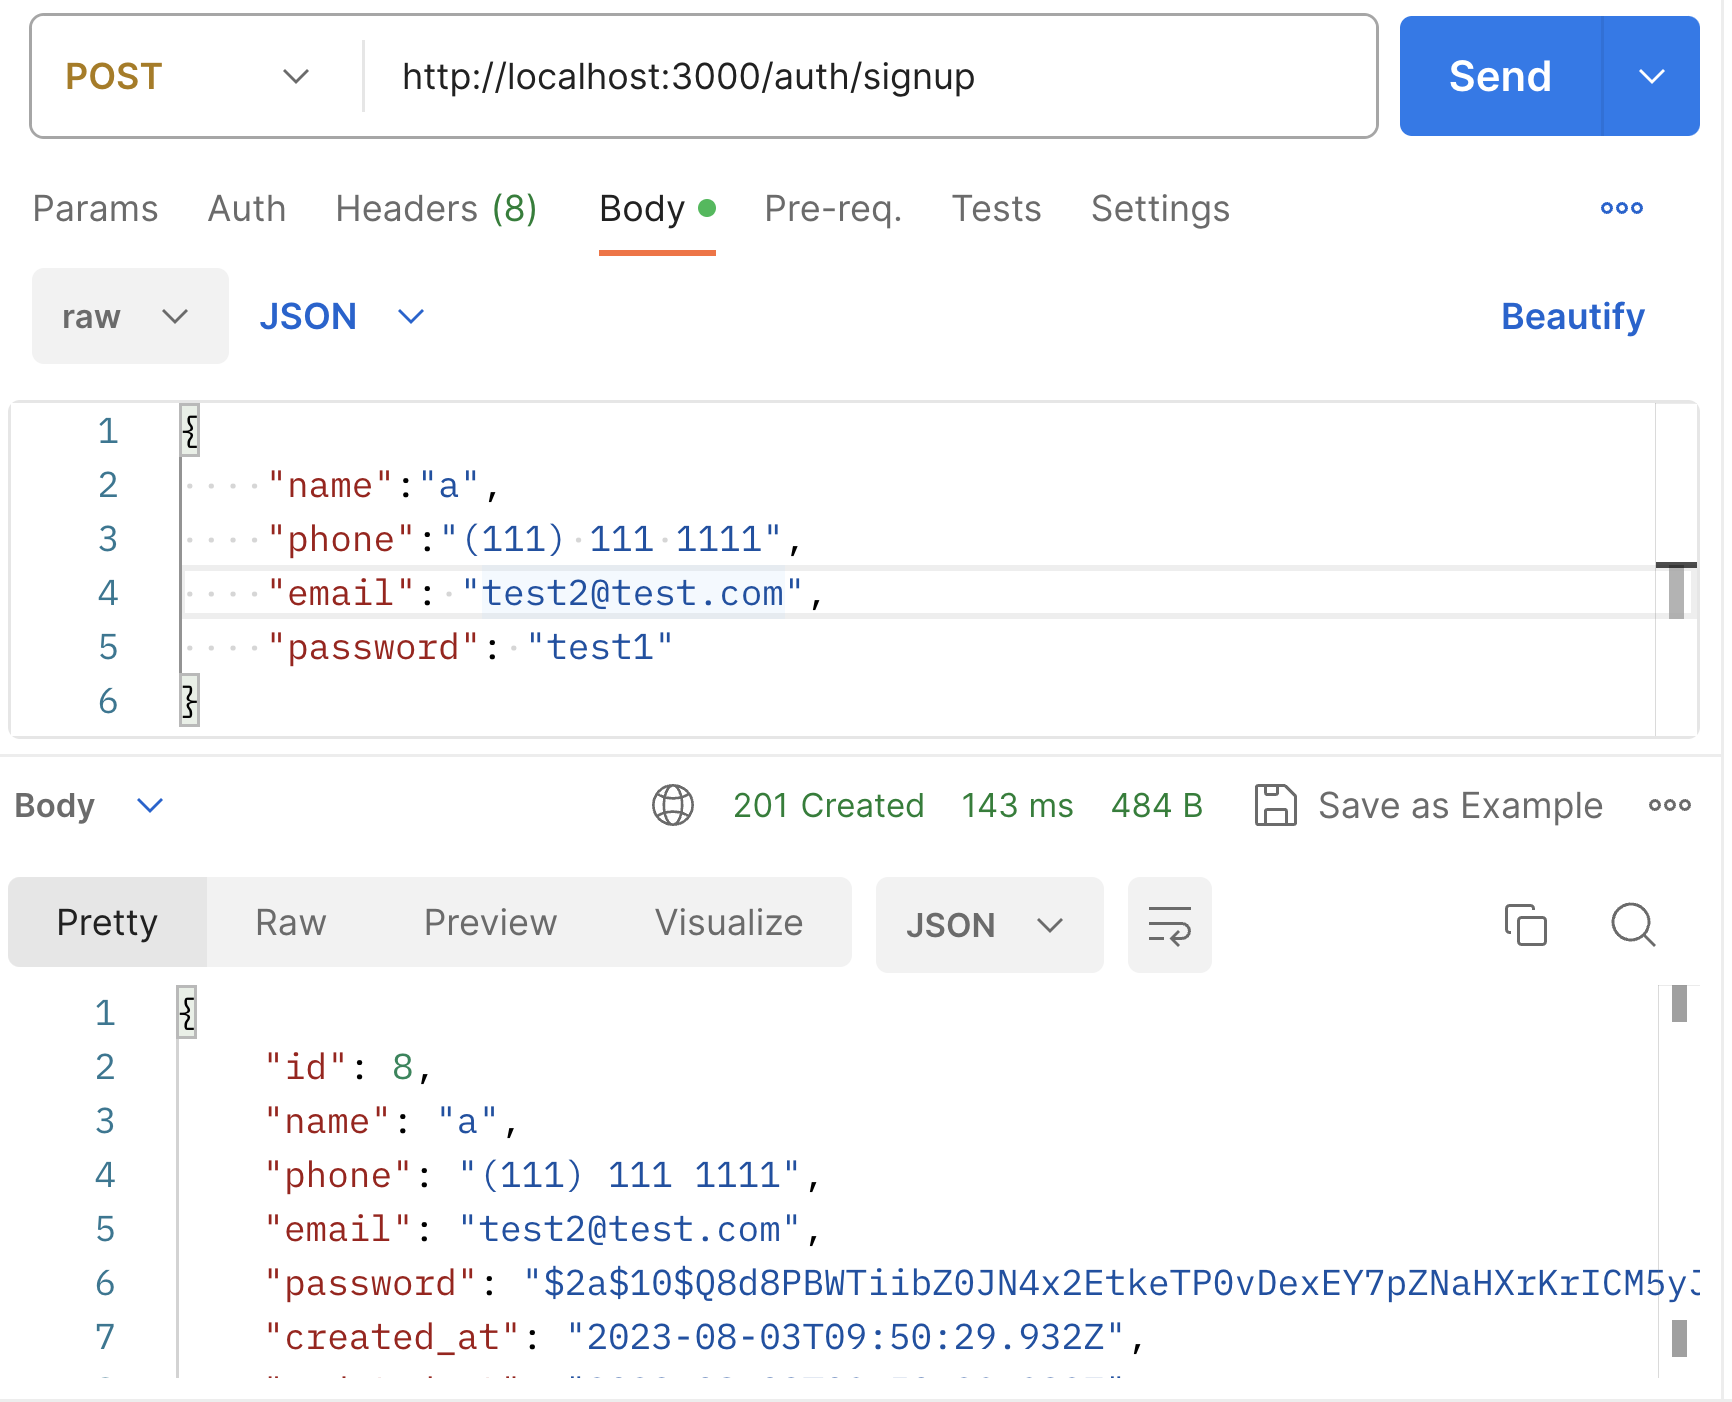 POST http://localhost:3000/auth/signup Send
Params Auth Headers (8) Body Pre-req. Tests Settings
raw JSON Beautify
1 {
2 "name":"a",
3 "phone":"(111) 111 1111",
4 "email": "test2@test.com",
5 "password": "test1"
6 }
Body 201 Created 143 ms 484 B Save as Example
Pretty Raw Preview Visualize JSON
1 {
2 "id": 8,
3 "name": "a",
4 "phone": "(111) 111 1111",
5 "email": "test2@test.com",
6 "password": "$2a$10$Q8d8PBWTiibZ0JN4x2EtkeTP0vDexEY7pZNaHXrKrICM5yJ
7 "created_at": "2023-08-03T09:50:29.932Z",